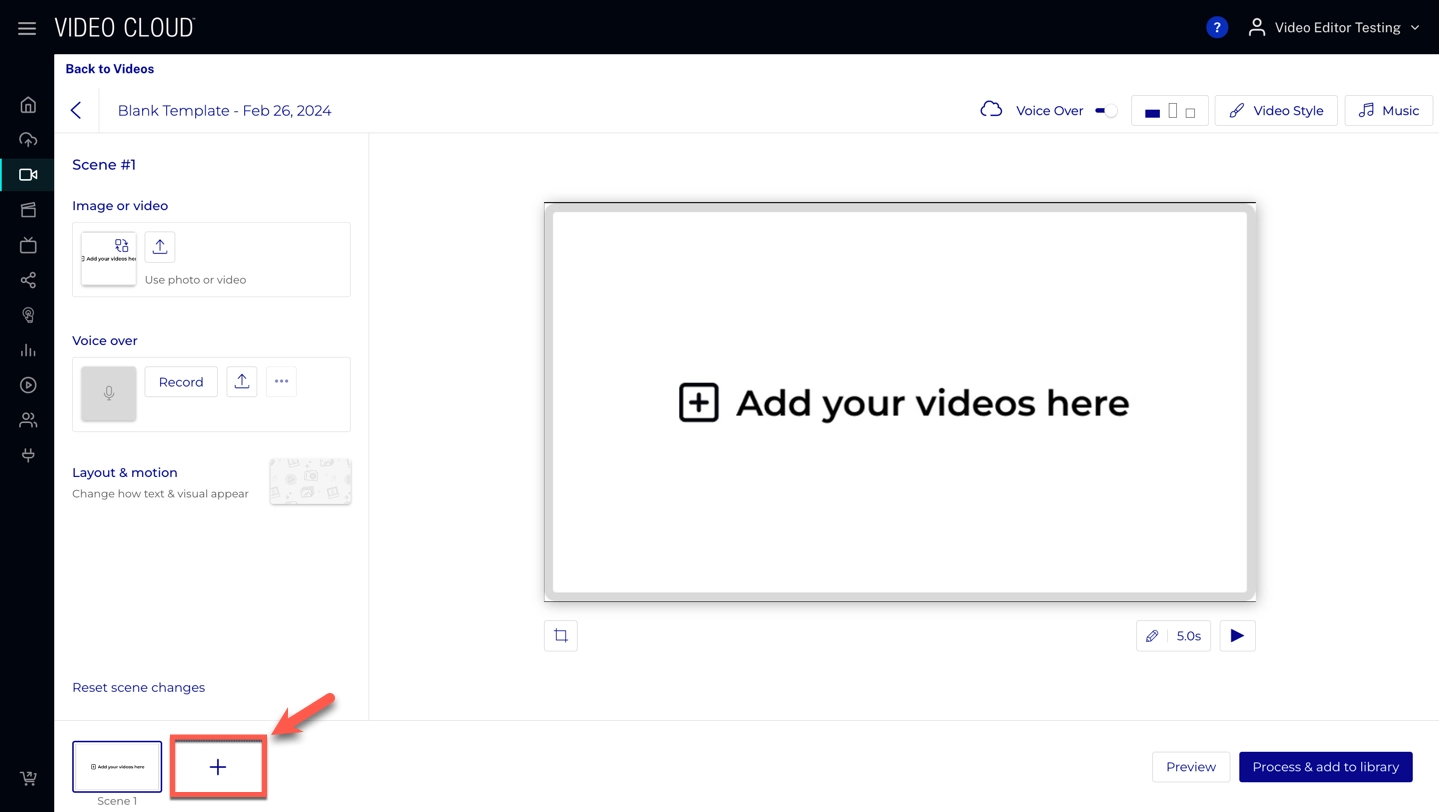 VIDEO CLOUD
?
Video Editor Testing
Back to Videos
Blank Template - Feb 26, 2024
Voice Over
Video Style
Music
Scene #1
Image or video
Add your videos her
Use photo or video
Voice over
Record
Layout & motion
Change how text & visual appear
Reset scene changes
Add your videos here
5.0s
Add your videos here
Scene 1
Preview
Process & add to library